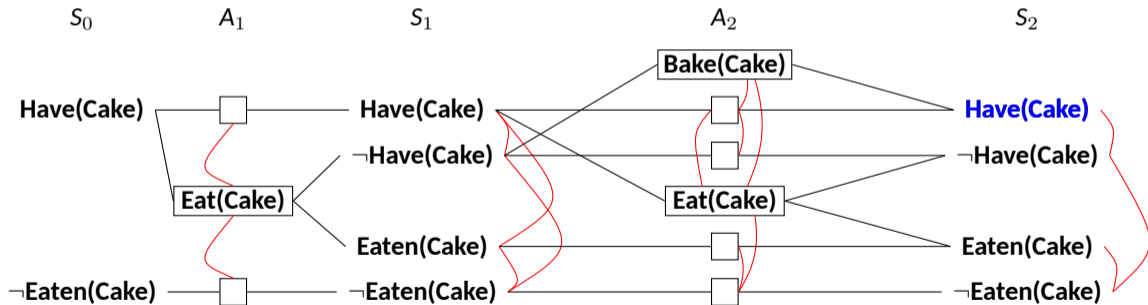 S₀ A₁ S₁ A₂ S₂
Bake(Cake)
Have(Cake) Have(Cake) Have(Cake)
¬Have(Cake) ¬Have(Cake)
Eat(Cake) Eat(Cake)
Eaten(Cake) Eaten(Cake)
¬Eaten(Cake) ¬Eaten(Cake) ¬Eaten(Cake)